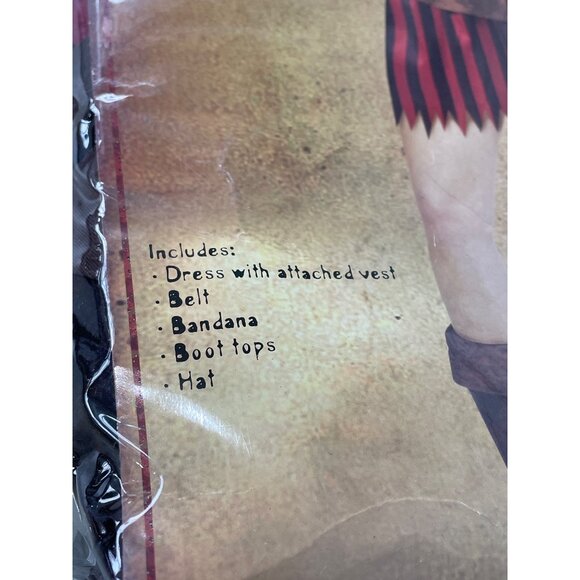 Includes:
· Dress with attached vest
· Belt
· Bandana
· Boot tops
· Hat